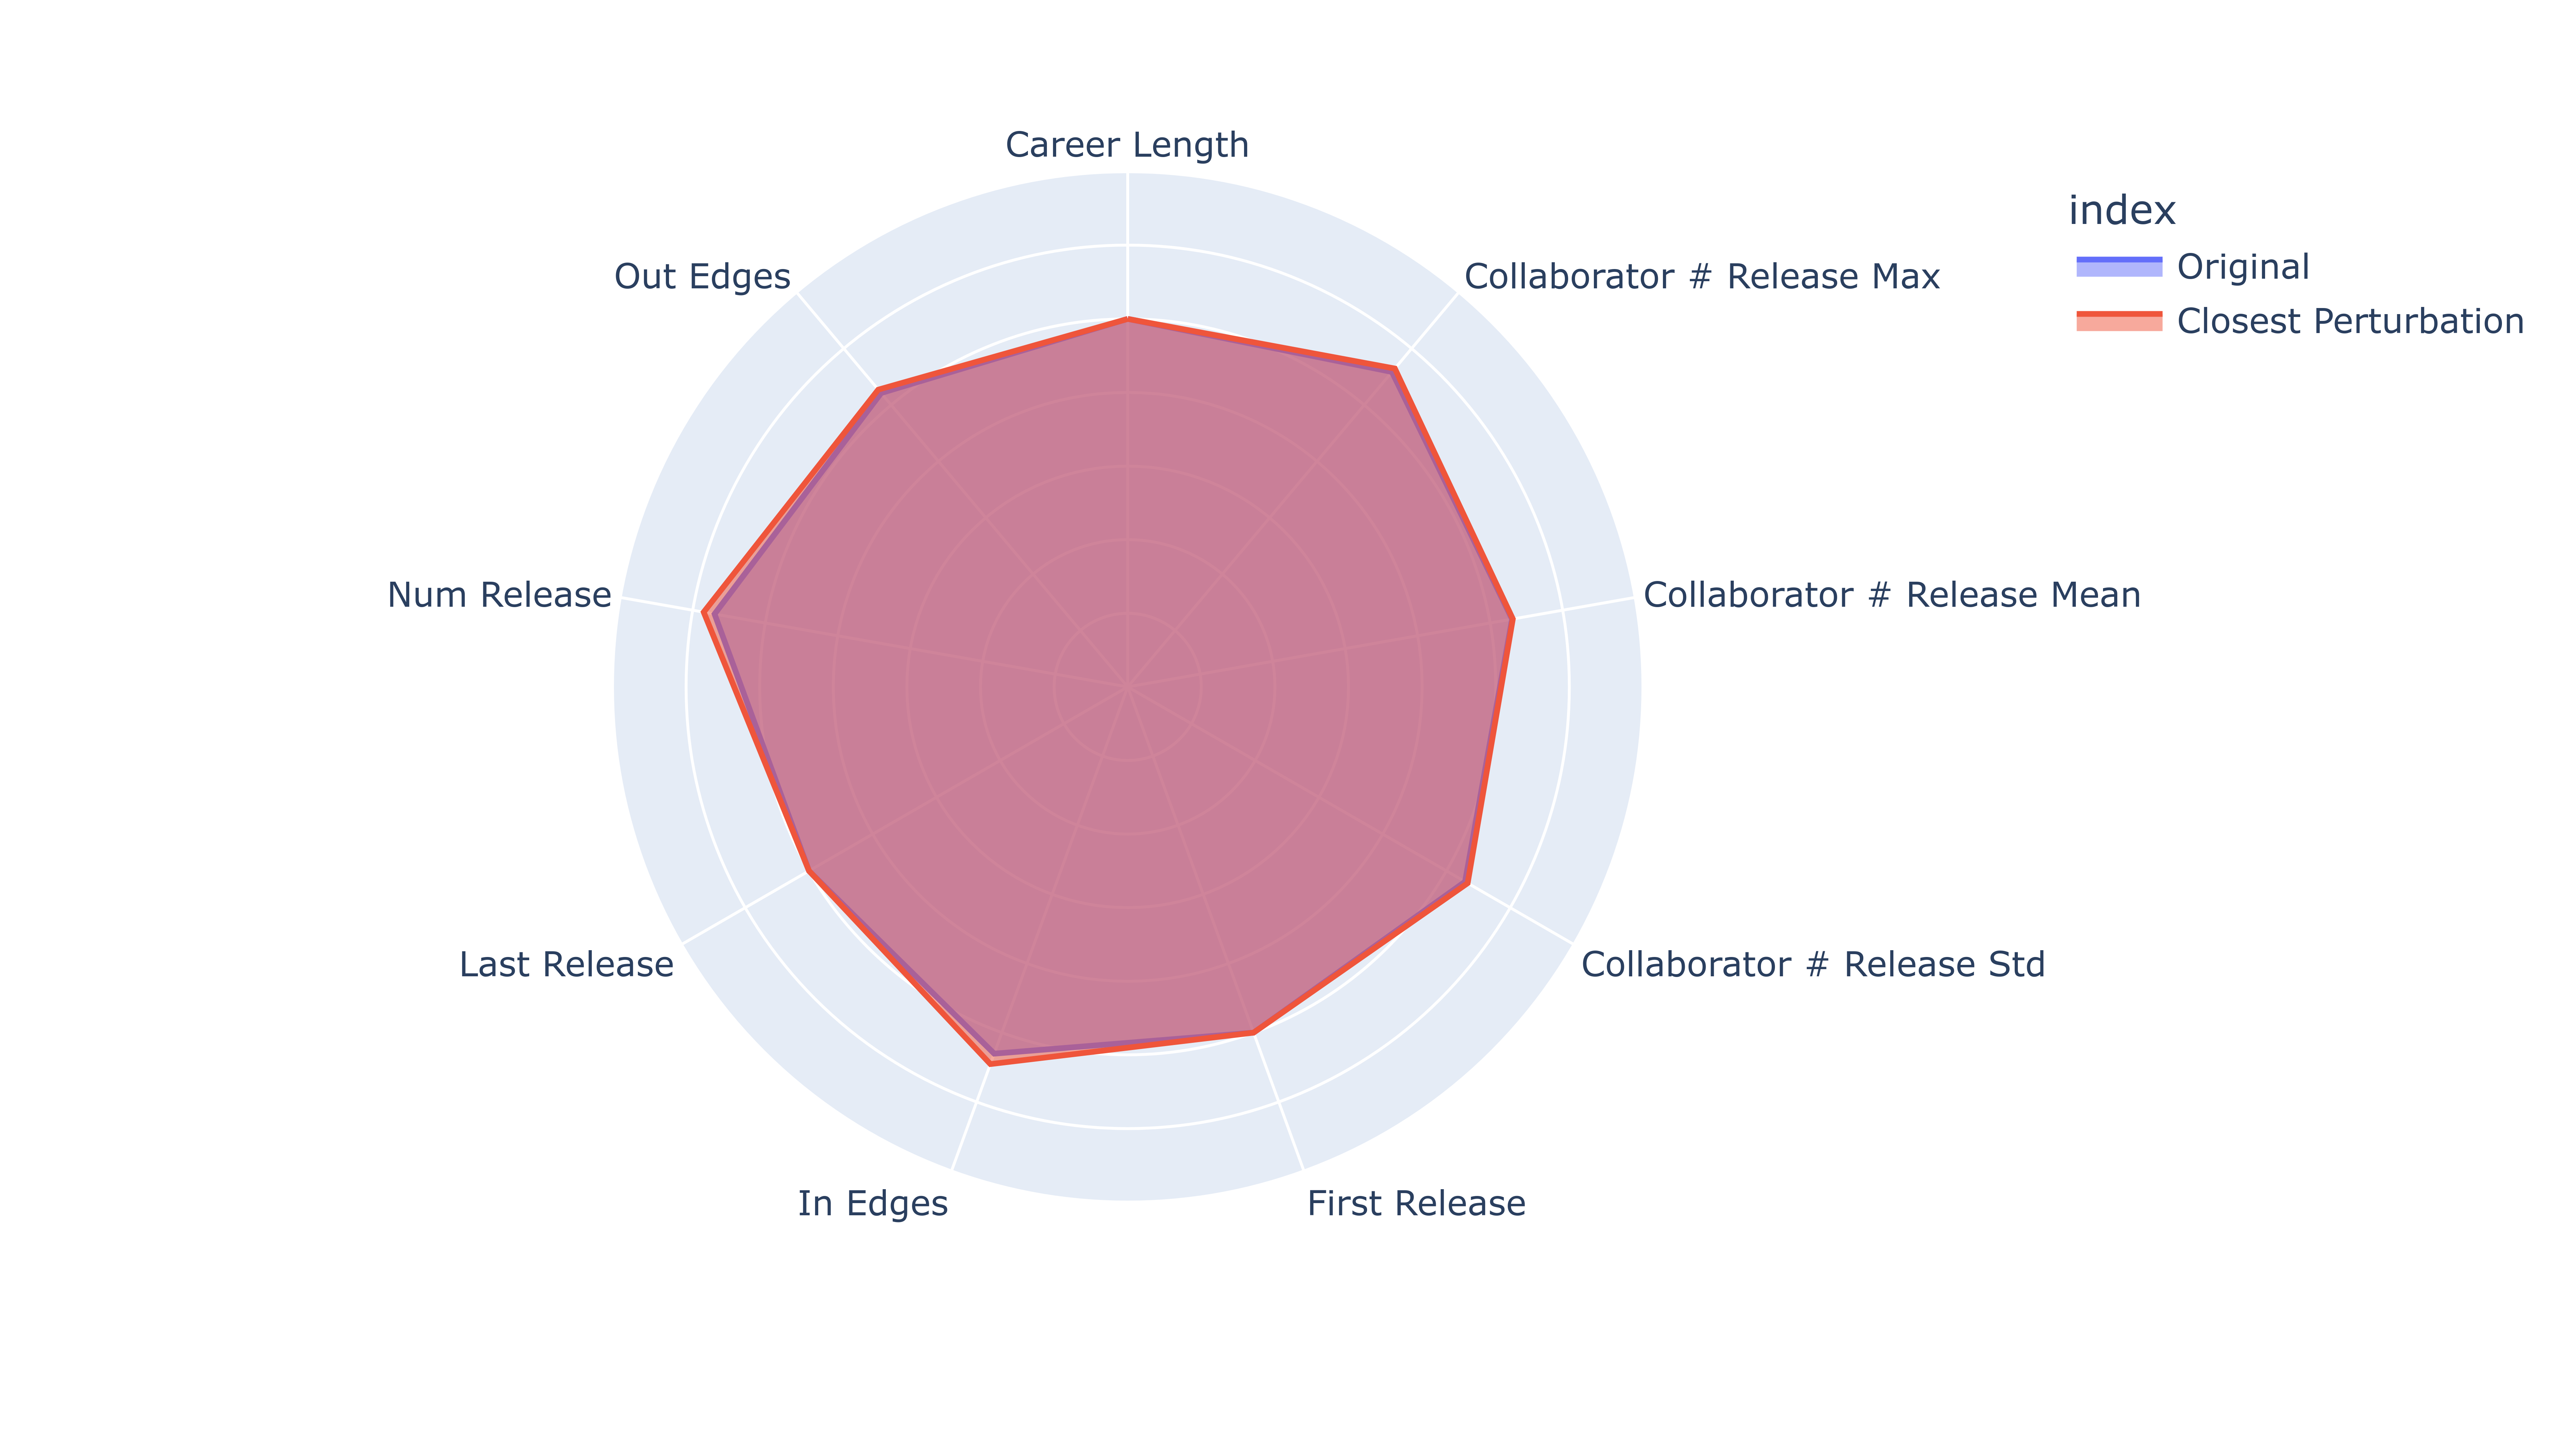 Career Length
Out Edges
Collaborator # Release Max
index
Original
Closest Perturbation
Num Release
Collaborator # Release Mean
Last Release
Collaborator # Release Std
In Edges
First Release